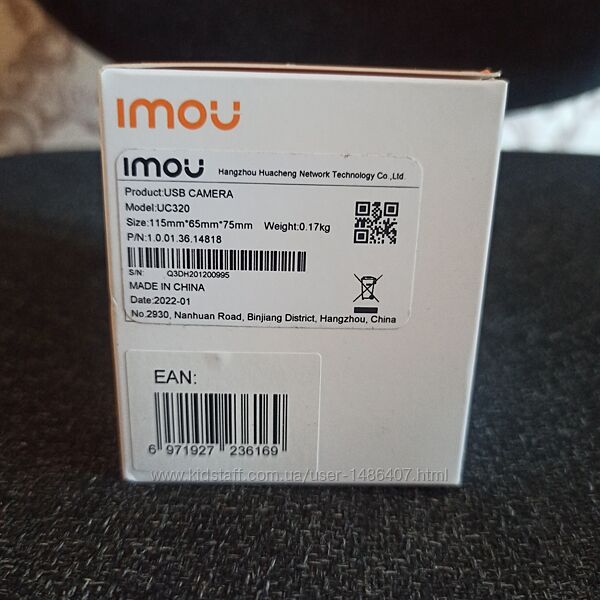 Imou
Imou Hangzhou Huacheng Network Technology Co.,Ltd
Product:USB CAMERA
Model:UC320
Size:115mm*65mm*75mm Weight:0.17kg
P/N:1.0.01.36.14818
S/N: Q3DH201200995
MADE IN CHINA
Date:2022-01
No.2930, Nanhuan Road, Binjiang District, Hangzhou, China
EAN:
6 971927 236169
www.kidstaff.com.ua/user-1486407.html